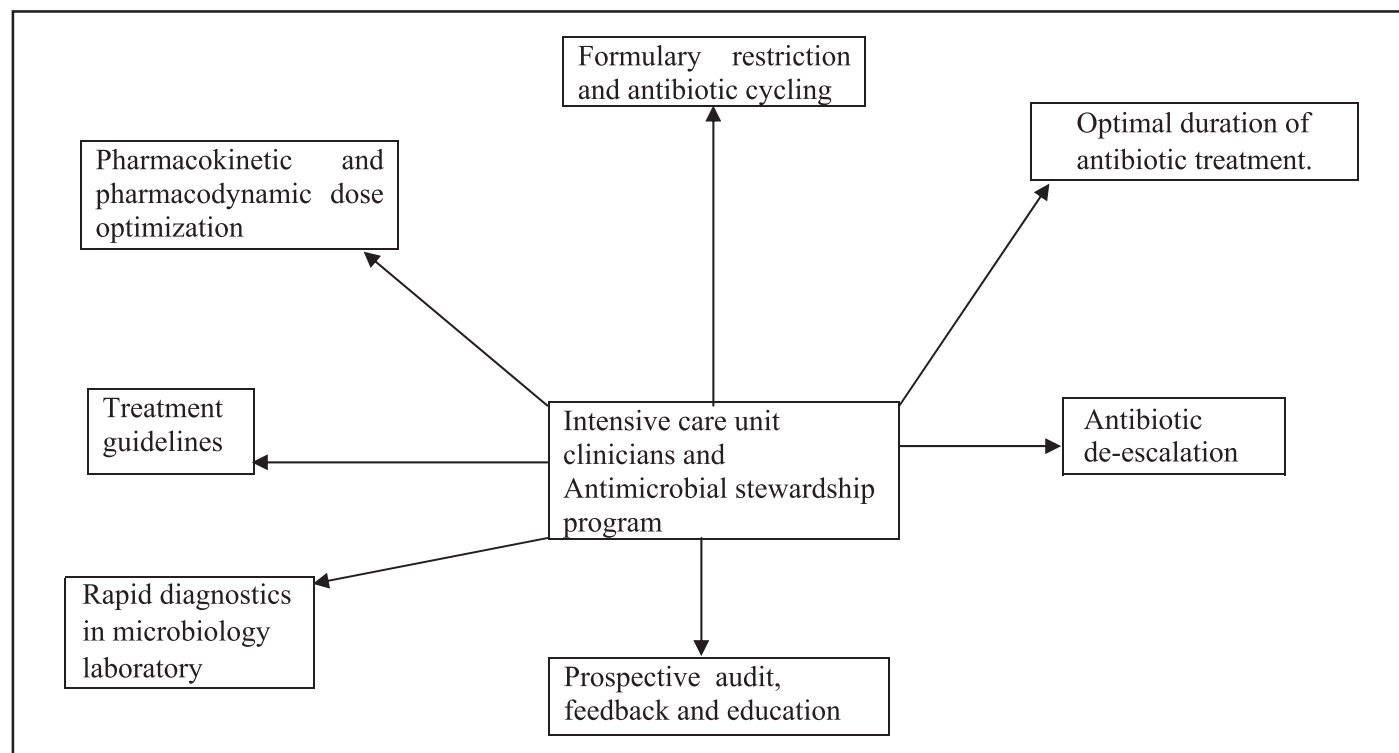 Formulary restriction
and antibiotic cycling
Optimal duration of
antibiotic treatment.
Pharmacokinetic and
pharmacodynamic dose
optimization
Treatment
guidelines
Intensive care unit
clinicians and
Antimicrobial stewardship
program
Antibiotic
de-escalation
Rapid diagnostics
in microbiology
laboratory
Prospective audit,
feedback and education